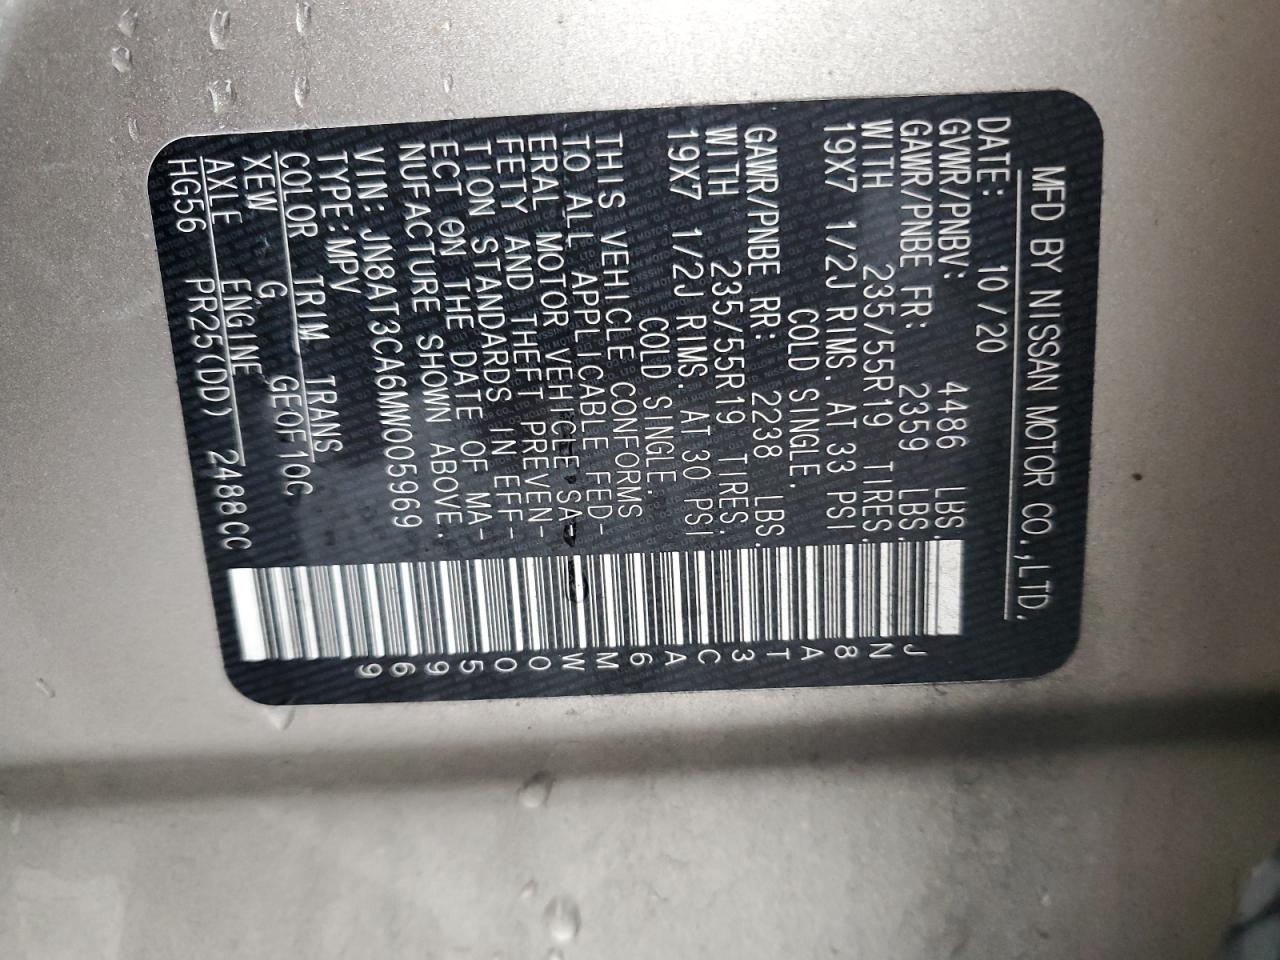 MFD BY NISSAN MOTOR CO.,LTD.
DATE: 10/20
GVWR/PNBV: 4486 LBS.
GAWR/PNBE FR: 2359 LBS.
WITH 235/55R19 TIRES.
19X7 1/2J RIMS. AT 33 PSI
COLD SINGLE.
GAWR/PNBE RR: 2238 LBS.
WITH 235/55R19 TIRES.
19X7 1/2J RIMS. AT 30 PSI
COLD SINGLE.
THIS VEHICLE CONFORMS
TO ALL APPLICABLE FED-
ERAL MOTOR VEHICLE SA-
FETY AND THEFT PREVEN-
TION STANDARDS IN EFF-
ECT ON THE DATE OF MA-
NUFACTURE SHOWN ABOVE.
VIN: JN8AT3CA6MW005969
TYPE:MPV
COLOR TRIM TRANS
XEW G GE0F10C
AXLE ENGINE
HG56 PR25(DD) 2488CC
JN8AT3CA6MW005969